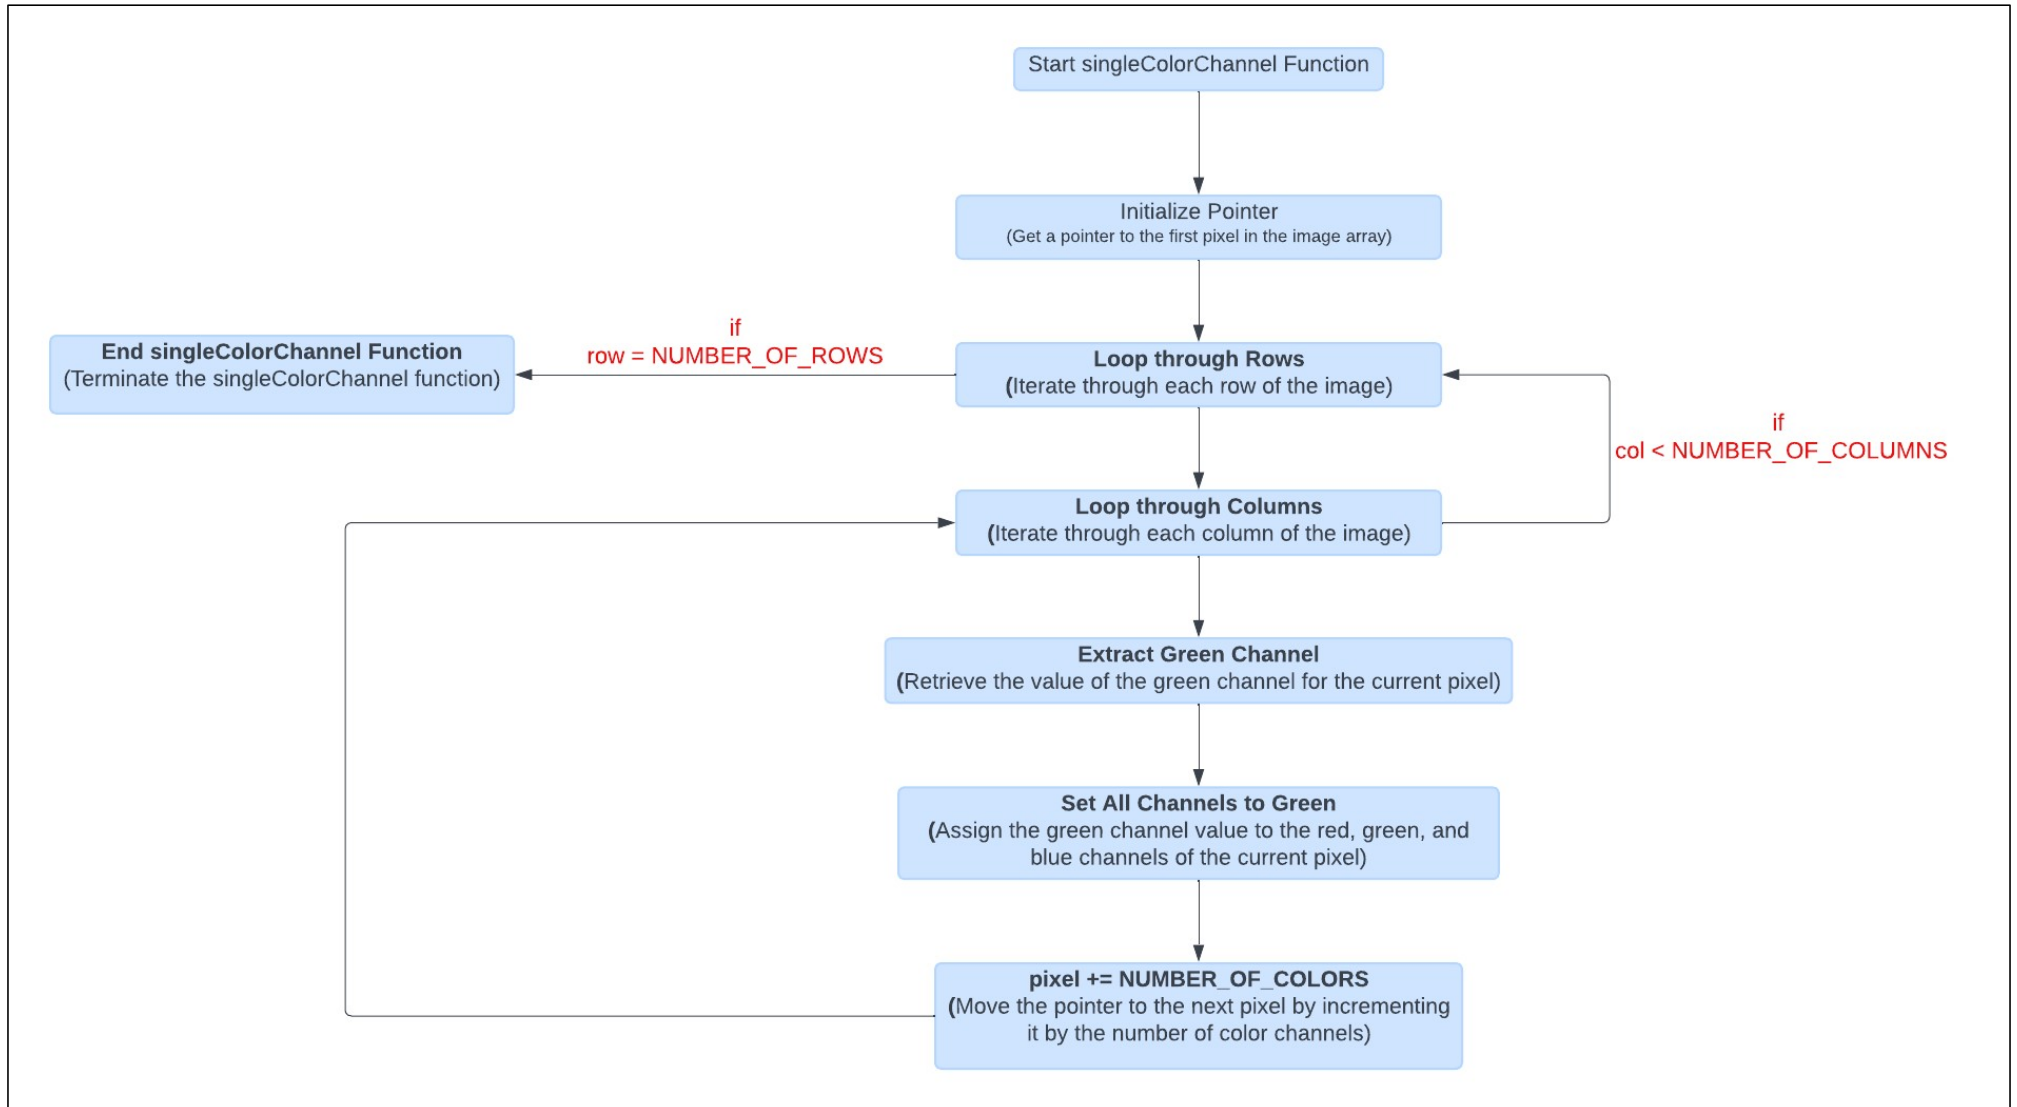 Start singleColorChannel Function
Initialize Pointer
(Get a pointer to the first pixel in the image array)
if
row = NUMBER_OF_ROWS
End singleColorChannel Function
(Terminate the singleColorChannel function)
Loop through Rows
(Iterate through each row of the image)
if
col < NUMBER_OF_COLUMNS
Loop through Columns
(Iterate through each column of the image)
Extract Green Channel
(Retrieve the value of the green channel for the current pixel)
Set All Channels to Green
(Assign the green channel value to the red, green, and
blue channels of the current pixel)
pixel += NUMBER_OF_COLORS
(Move the pointer to the next pixel by incrementing
it by the number of color channels)